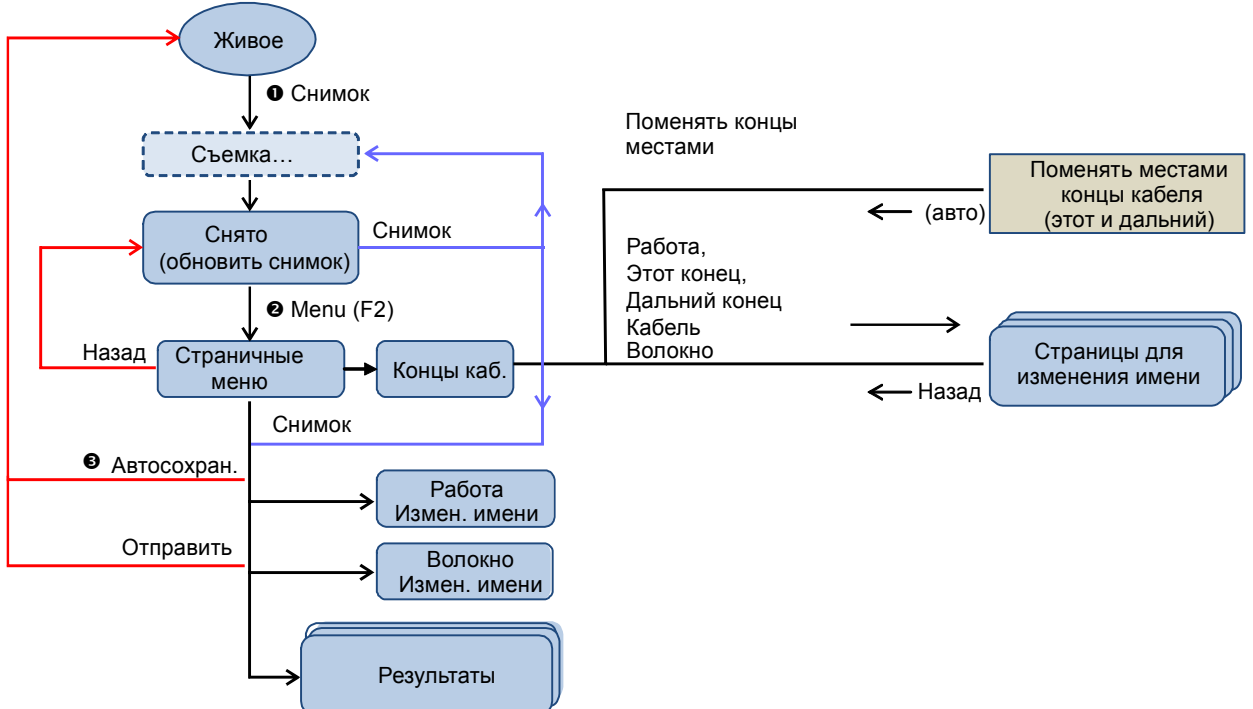 Живое
❶ Снимок
Съемка…
Поменять концы
местами
Поменять местами
концы кабеля
(этот и дальний)
(авто)
Снято
(обновить снимок)
Снимок
Работа,
Этот конец,
Дальний конец
Кабель
Волокно
❷ Menu (F2)
Назад
Страничные
меню
Концы каб.
Страницы для
изменения имени
Назад
Снимок
❸ Автосохран.
Работа
Измен. имени
Отправить
Волокно
Измен. имени
Результаты